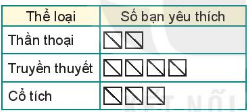 Thể loại Số bạn yêu thích
Thần thoại
Truyền thuyết
Cổ tích